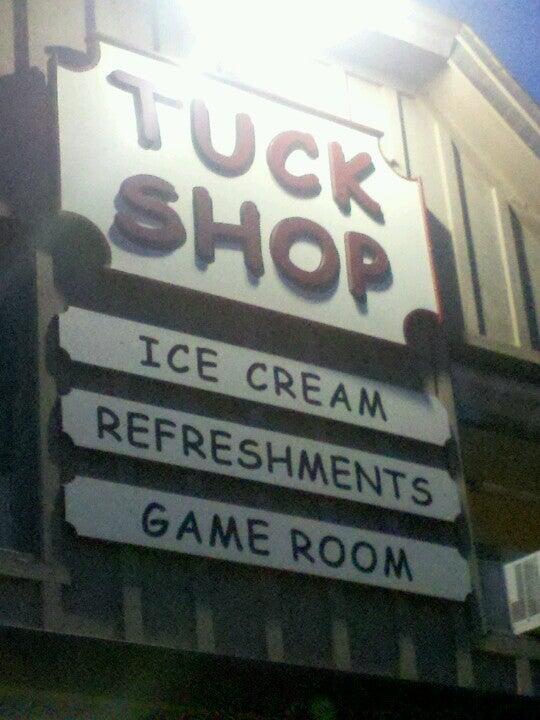 TUCK
SHOP
ICE CREAM
REFRESHMENTS
GAME ROOM